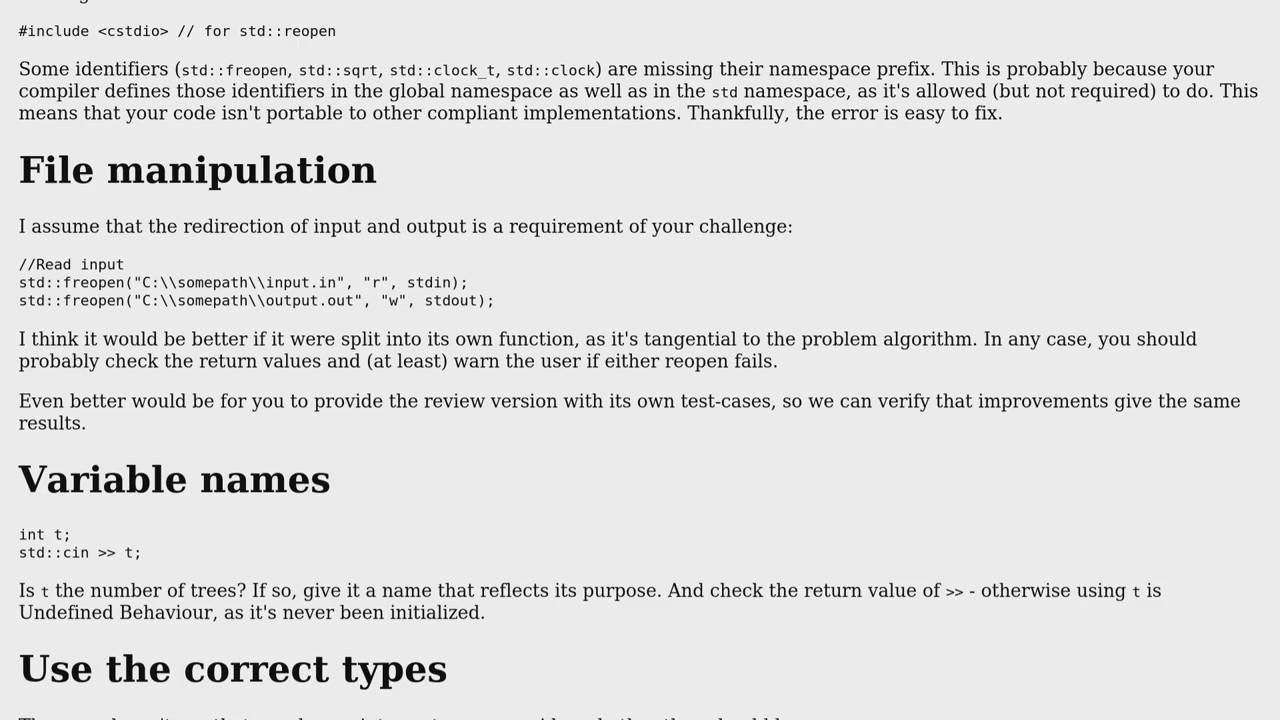 #include <cstdio> // for std::reopen
Some identifiers (std::freopen, std::sqrt, std::clock_t, std::clock) are missing their namespace prefix. This is probably because your
compiler defines those identifiers in the global namespace as well as in the std namespace, as it's allowed (but not required) to do. This
means that your code isn't portable to other compliant implementations. Thankfully, the error is easy to fix.
File manipulation
I assume that the redirection of input and output is a requirement of your challenge:
//Read input
std::freopen("C:\\somepath\\input.in", "r", stdin);
std::freopen("C:\\somepath\\output.out", "w", stdout);
I think it would be better if it were split into its own function, as it's tangential to the problem algorithm. In any case, you should
probably check the return values and (at least) warn the user if either reopen fails.
Even better would be for you to provide the review version with its own test-cases, so we can verify that improvements give the same
results.
Variable names
int t;
std::cin >> t;
Is t the number of trees? If so, give it a name that reflects its purpose. And check the return value of >> - otherwise using t is
Undefined Behaviour, as it's never been initialized.
Use the correct types